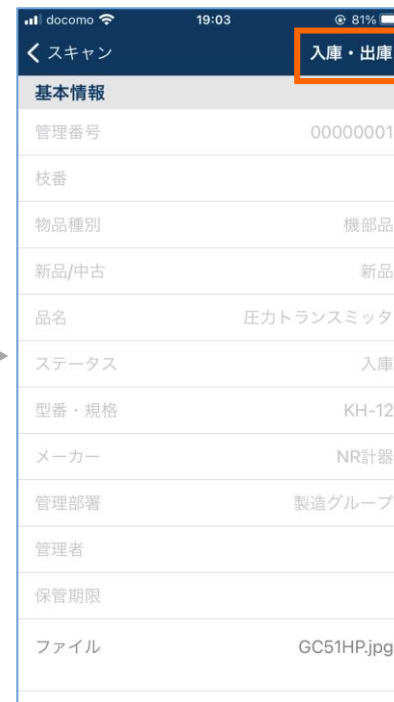 docomo 19:03 81%
スキャン 入庫・出庫
基本情報
管理番号 00000001
枝番
物品種別 機部品
新品/中古 新品
品名 圧力トランスミッタ
ステータス 入庫
型番・規格 KH-12
メーカー NR計器
管理部署 製造グループ
管理者
保管期限
ファイル GC51HP.jpg